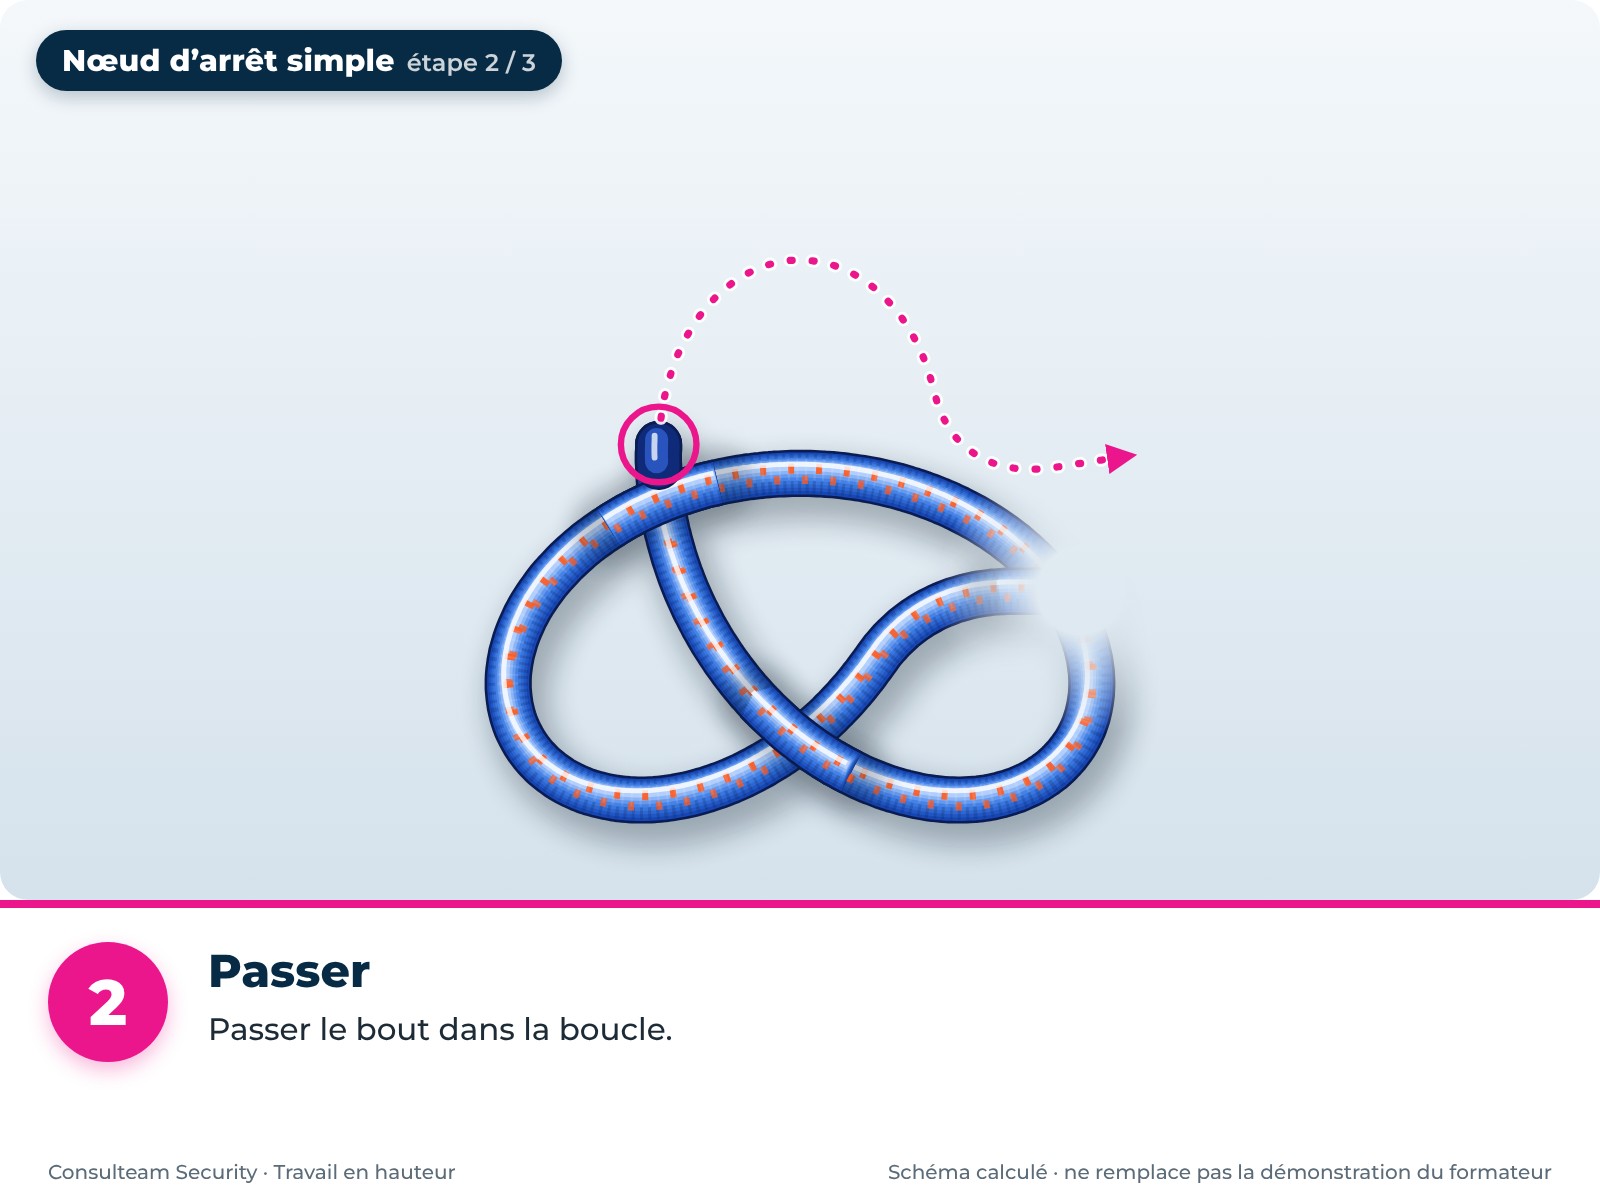 Nœud d’arrêt simple étape 2 / 3
2
Passer
Passer le bout dans la boucle.
Consulteam Security · Travail en hauteur
Schéma calculé · ne remplace pas la démonstration du formateur